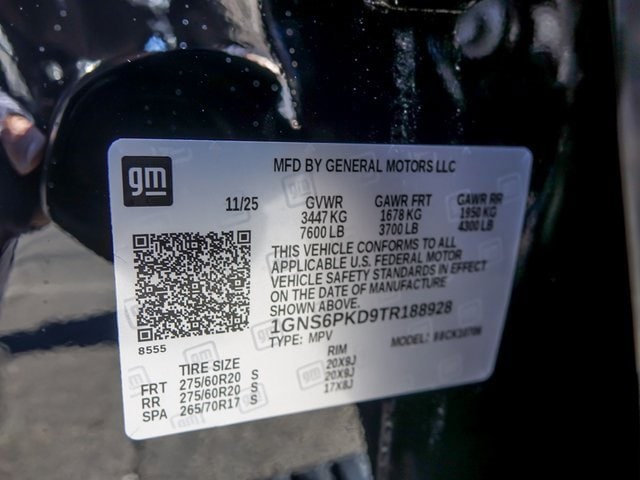 gm
MFD BY GENERAL MOTORS LLC
11/25 GVWR GAWR FRT GAWR RR
3447 KG 1678 KG 1950 KG
7600 LB 3700 LB 4300 LB
THIS VEHICLE CONFORMS TO ALL
APPLICABLE U.S. FEDERAL MOTOR
VEHICLE SAFETY STANDARDS IN EFFECT
ON THE DATE OF MANUFACTURE
SHOWN ABOVE.
1GNS6PKD9TR188928
8555
TYPE: MPV MODEL:
TIRE SIZE RIM
FRT 275/60R20 S 20X9J
RR 275/60R20 S 20X9J
SPA 265/70R17 S 17X8J